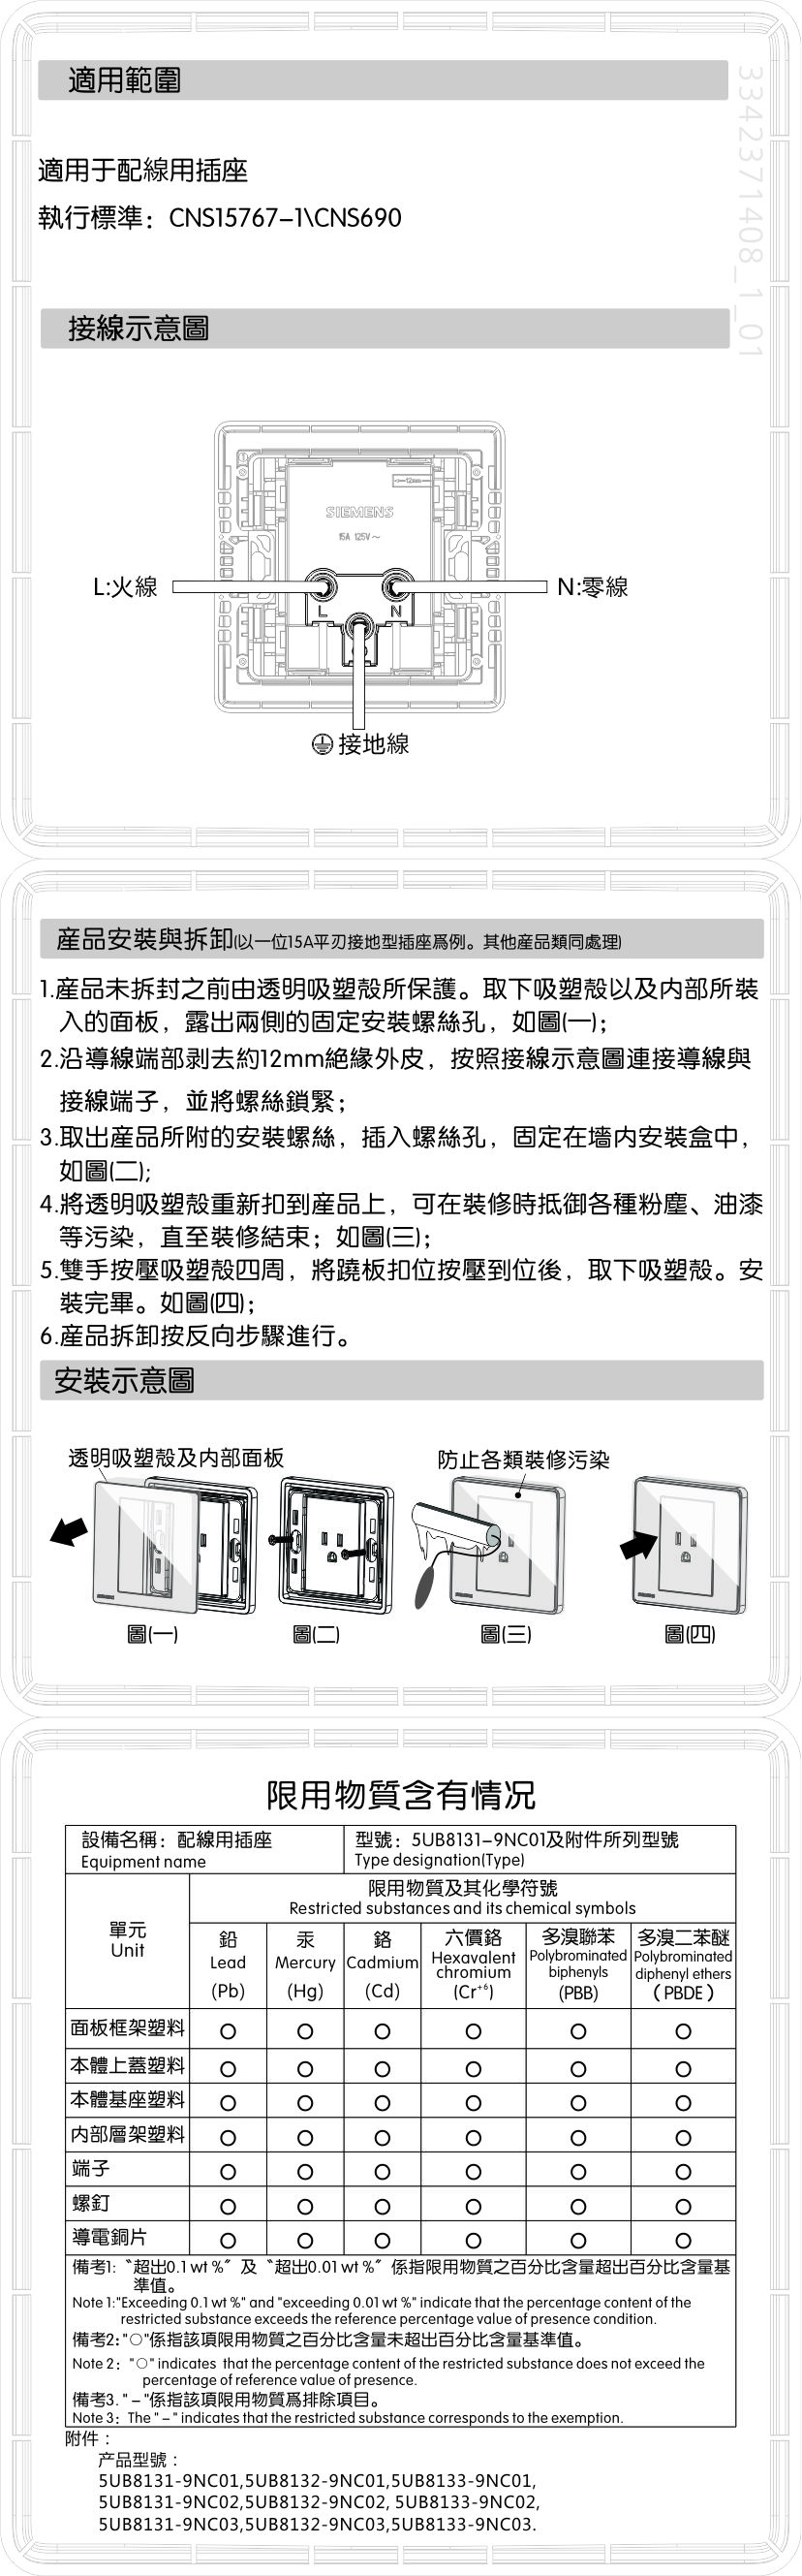 適用範圍
3342371408_1_01
適用于配線用插座
執行標準：CNS15767-1\CNS690
接線示意圖
12mm
SIEMENS
15A 125V~
L:火線
N:零線
L N
接地線
産品安裝與拆卸(以一位15A平刃接地型插座爲例。其他産品類同處理)
1.産品未拆封之前由透明吸塑殼所保護。取下吸塑殼以及内部所裝
入的面板，露出兩側的固定安裝螺絲孔，如圖(一)；
2.沿導線端部剥去約12mm絶緣外皮，按照接線示意圖連接導線與
接線端子，並將螺絲鎖緊；
3.取出産品所附的安裝螺絲，插入螺絲孔，固定在墻内安裝盒中，
如圖(二);
4.將透明吸塑殼重新扣到産品上，可在裝修時抵御各種粉塵、油漆
等污染，直至裝修結束；如圖(三)；
5.雙手按壓吸塑殼四周，將蹺板扣位按壓到位後，取下吸塑殼。安
裝完畢。如圖(四)；
6.産品拆卸按反向步驟進行。
安裝示意圖
透明吸塑殼及内部面板
防止各類裝修污染
圖(一)
圖(二)
圖(三)
圖(四)
限用物質含有情况
設備名稱：配線用插座
Equipment name
型號：5UB8131-9NC01及附件所列型號
Type designation(Type)
單元
Unit
限用物質及其化學符號
Restricted substances and its chemical symbols
鉛
Lead
(Pb)
汞
Mercury
(Hg)
鉻
Cadmium
(Cd)
六價鉻
Hexavalent
chromium
(Cr⁺⁶)
多溴聯苯
Polybrominated
biphenyls
(PBB)
多溴二苯醚
Polybrominated
diphenyl ethers
（PBDE）
面板框架塑料 ○ ○ ○ ○ ○ ○
本體上蓋塑料 ○ ○ ○ ○ ○ ○
本體基座塑料 ○ ○ ○ ○ ○ ○
内部層架塑料 ○ ○ ○ ○ ○ ○
端子 ○ ○ ○ ○ ○ ○
螺釘 ○ ○ ○ ○ ○ ○
導電銅片 ○ ○ ○ ○ ○ ○
備考1:〝超出0.1 wt %〞及〝超出0.01 wt %〞係指限用物質之百分比含量超出百分比含量基
準值。
Note 1:"Exceeding 0.1 wt %" and "exceeding 0.01 wt %" indicate that the percentage content of the
restricted substance exceeds the reference percentage value of presence condition.
備考2:"○"係指該項限用物質之百分比含量未超出百分比含量基準值。
Note 2："○" indicates that the percentage content of the restricted substance does not exceed the
percentage of reference value of presence.
備考3. " – "係指該項限用物質爲排除項目。
Note 3：The " – " indicates that the restricted substance corresponds to the exemption.
附件：
产品型號：
5UB8131-9NC01,5UB8132-9NC01,5UB8133-9NC01,
5UB8131-9NC02,5UB8132-9NC02, 5UB8133-9NC02,
5UB8131-9NC03,5UB8132-9NC03,5UB8133-9NC03.